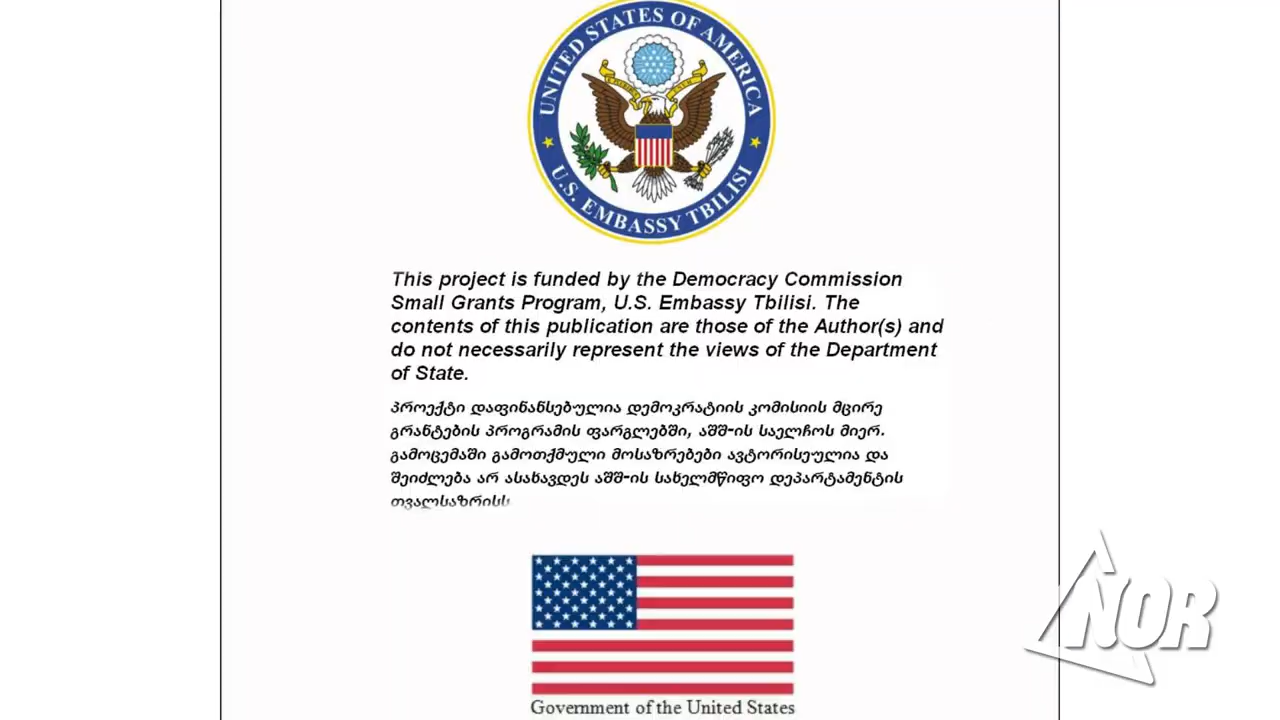 UNITED STATES OF AMERICA
U.S. EMBASSY TBILISI
This project is funded by the Democracy Commission
Small Grants Program, U.S. Embassy Tbilisi. The
contents of this publication are those of the Author(s) and
do not necessarily represent the views of the Department
of State.
პროექტი დაფინანსებულია დემოკრატიის კომისიის მცირე
გრანტების პროგრამის ფარგლებში, აშშ-ის საელჩოს მიერ.
გამოცემაში გამოთქმული მოსაზრებები ავტორისეულია და
შეიძლება არ ასახავდეს აშშ-ის სახელმწიფო დეპარტამენტის
თვალსაზრისს
Government of the United States
NOR